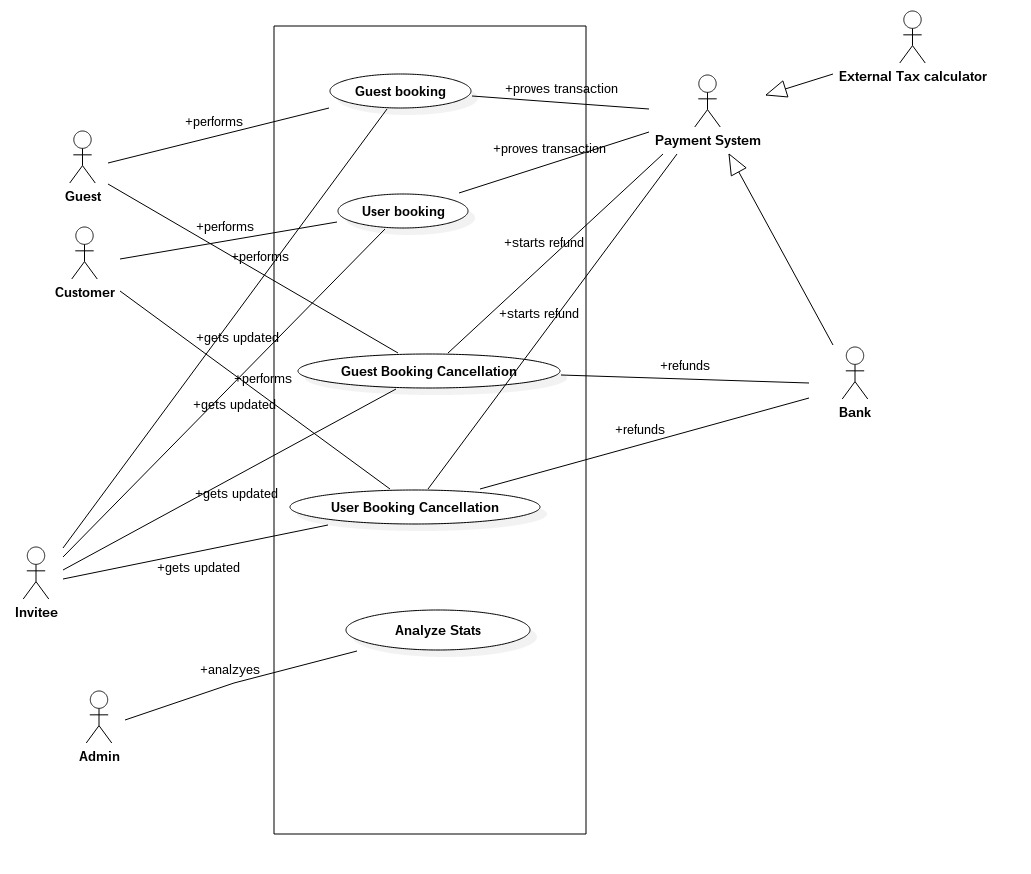 External Tax calculator
Guest booking
+proves transaction
+performs
Payment System
+proves transaction
Guest
User booking
+performs
+starts refund
+performs
Customer
+starts refund
+gets updated
+refunds
Guest Booking Cancellation
+performs
+gets updated
Bank
+refunds
+gets updated
User Booking Cancellation
+gets updated
Invitee
Analyze Stats
+analzyes
Admin